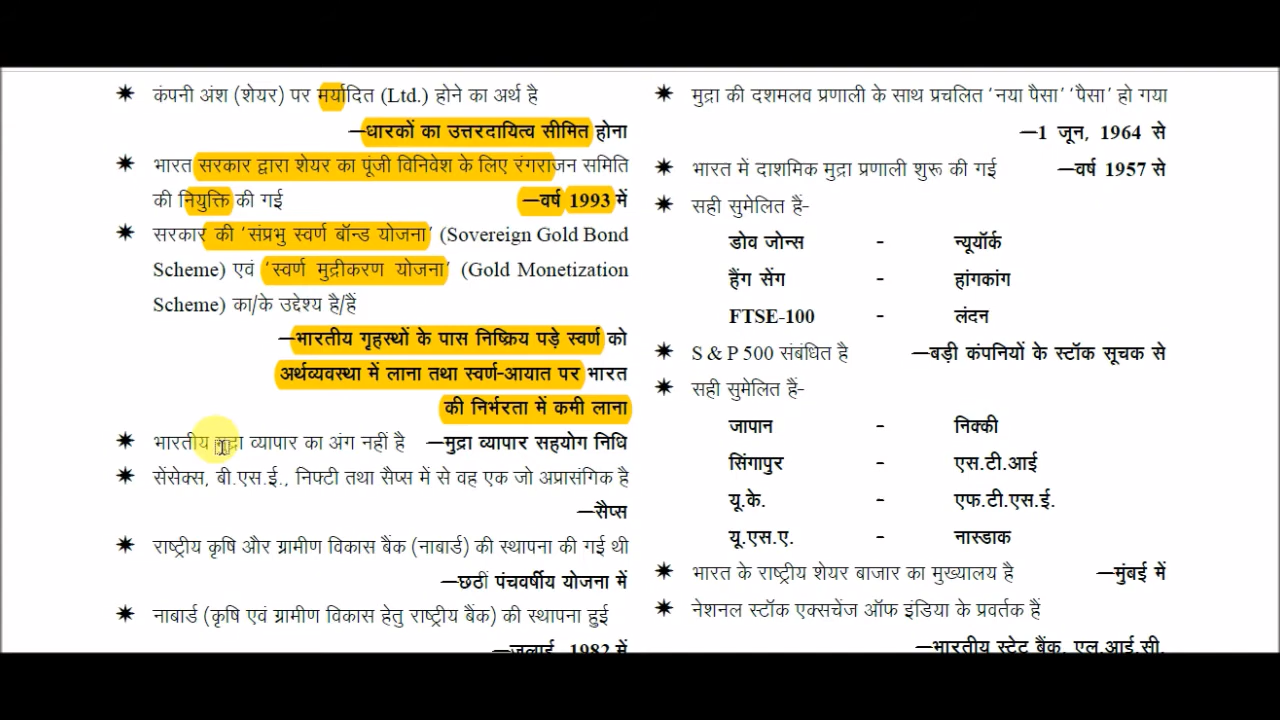 ✷ कंपनी अंश (शेयर) पर मर्यादित (Ltd.) होने का अर्थ है
—धारकों का उत्तरदायित्व सीमित होना
✷ भारत सरकार द्वारा शेयर का पूंजी विनिवेश के लिए रंगराजन समिति
की नियुक्ति की गई —वर्ष 1993 में
✷ सरकार की ‘संप्रभु स्वर्ण बॉन्ड योजना’ (Sovereign Gold Bond
Scheme) एवं ‘स्वर्ण मुद्रीकरण योजना’ (Gold Monetization
Scheme) का/के उद्देश्य है/हैं
—भारतीय गृहस्थों के पास निष्क्रिय पड़े स्वर्ण को
अर्थव्यवस्था में लाना तथा स्वर्ण-आयात पर भारत
की निर्भरता में कमी लाना
✷ भारतीय मुद्रा व्यापार का अंग नहीं है —मुद्रा व्यापार सहयोग निधि
✷ सेंसेक्स, बी.एस.ई., निफ्टी तथा सैप्स में से वह एक जो अप्रासंगिक है
—सैप्स
✷ राष्ट्रीय कृषि और ग्रामीण विकास बैंक (नाबार्ड) की स्थापना की गई थी
—छठीं पंचवर्षीय योजना में
✷ नाबार्ड (कृषि एवं ग्रामीण विकास हेतु राष्ट्रीय बैंक) की स्थापना हुई
—जुलाई, 1982 में
✷ मुद्रा की दशमलव प्रणाली के साथ प्रचलित ‘नया पैसा’ ‘पैसा’ हो गया
—1 जून, 1964 से
✷ भारत में दाशमिक मुद्रा प्रणाली शुरू की गई —वर्ष 1957 से
✷ सही सुमेलित हैं-
डोव जोन्स - न्यूयॉर्क
हैंग सेंग - हांगकांग
FTSE-100 - लंदन
✷ S & P 500 संबंधित है —बड़ी कंपनियों के स्टॉक सूचक से
✷ सही सुमेलित हैं-
जापान - निक्की
सिंगापुर - एस.टी.आई
यू.के. - एफ.टी.एस.ई.
यू.एस.ए. - नास्डाक
✷ भारत के राष्ट्रीय शेयर बाजार का मुख्यालय है —मुंबई में
✷ नेशनल स्टॉक एक्सचेंज ऑफ इंडिया के प्रवर्तक हैं
—भारतीय स्टेट बैंक, एल.आई.सी.